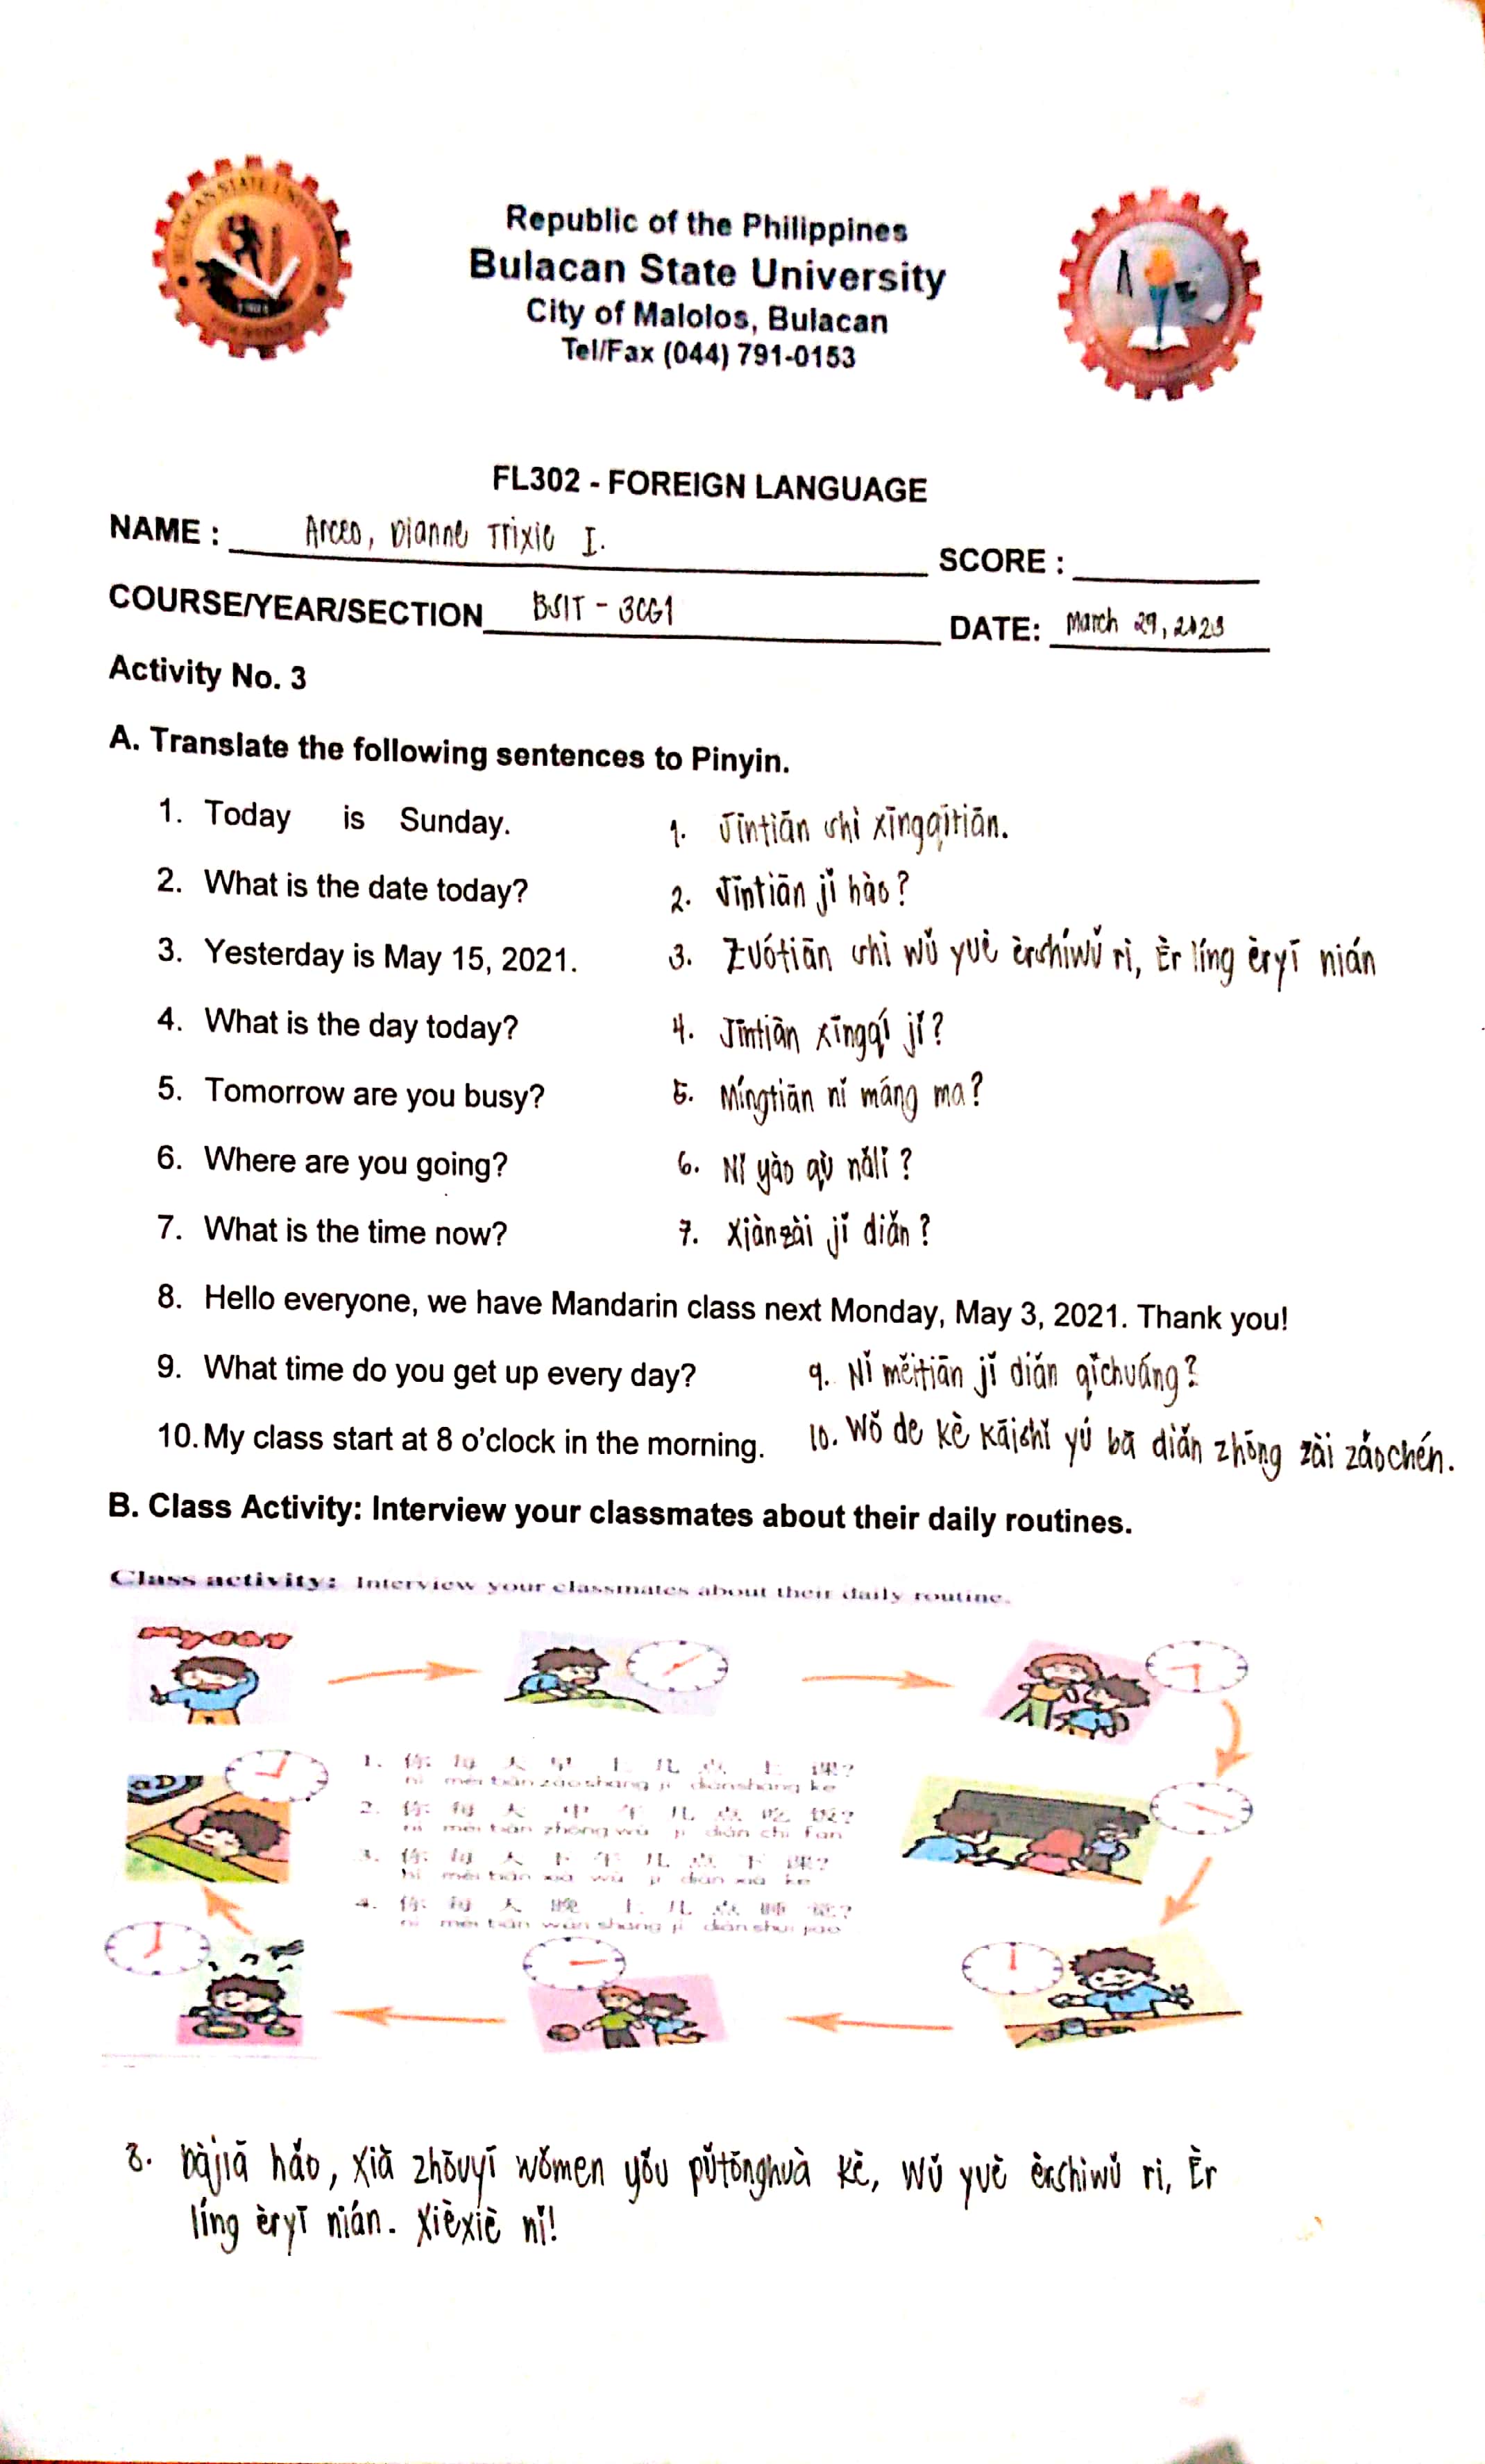 Republic of the Philippines
Bulacan State University
City of Malolos, Bulacan
Tel/Fax (044) 791-0153
FL302 - FOREIGN LANGUAGE
NAME : Arceo, Dianne Trixie I. SCORE :
COURSE/YEAR/SECTION BSIT - 3CG1 DATE: March 29, 2023
Activity No. 3
A. Translate the following sentences to Pinyin.
1. Today is Sunday. 1. Jīntiān shì xīngqítiān.
2. What is the date today? 2. Jīntiān jǐ hào?
3. Yesterday is May 15, 2021. 3. Zuótiān shì wǔ yuè èrshíwǔ rì, Èr líng èryī nián
4. What is the day today? 4. Jīntiān xīngqí jǐ?
5. Tomorrow are you busy? 5. Míngtiān nǐ máng ma?
6. Where are you going? 6. Nǐ yào qù nǎlǐ?
7. What is the time now? 7. Xiànzài jǐ diǎn?
8. Hello everyone, we have Mandarin class next Monday, May 3, 2021. Thank you!
9. What time do you get up every day? 9. Nǐ měitiān jǐ diǎn qǐchuáng?
10. My class start at 8 o'clock in the morning. 10. Wǒ de kè kāishǐ yú bā diǎn zhōng zài zǎochén.
B. Class Activity: Interview your classmates about their daily routines.
Class activity: Interview your classmates about their daily routine.
my day
1. 你 每 天 早 上 几 点 上 课?
nǐ měi tiān zǎoshàng jǐ diǎnshàng kè
2. 你 每 天 中 午 几 点 吃 饭?
nǐ měi tiān zhōng wǔ jǐ diǎn chī fàn
3. 你 每 天 下 午 几 点 下 课?
nǐ měi tiān xià wǔ jǐ diǎn xià kè
4. 你 每 天 晚 上 几 点 睡 觉?
nǐ měi tiān wǎn shàng jǐ diǎn shuì jiào
8. Dàjiā hǎo, xià zhōuyī wǒmen yǒu pǔtōnghuà kè, wǔ yuè èrshíwǔ rì, Èr
líng èryī nián. Xièxiè nǐ!